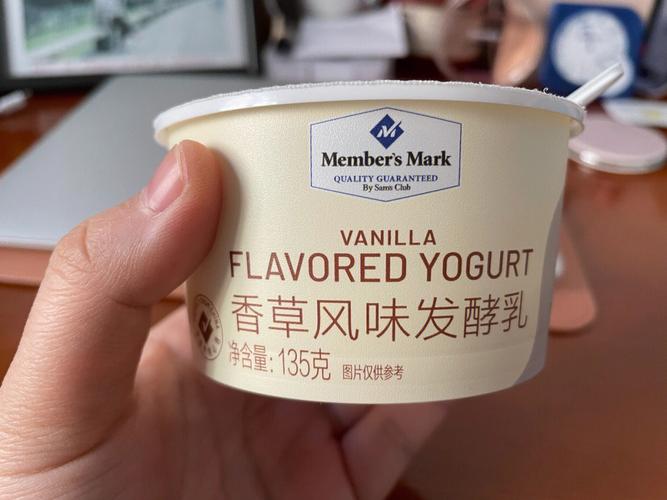 Member's Mark
QUALITY GUARANTEED
By Sam's Club
VANILLA
FLAVORED YOGURT
香草风味发酵乳
净含量：135克 图片仅供参考